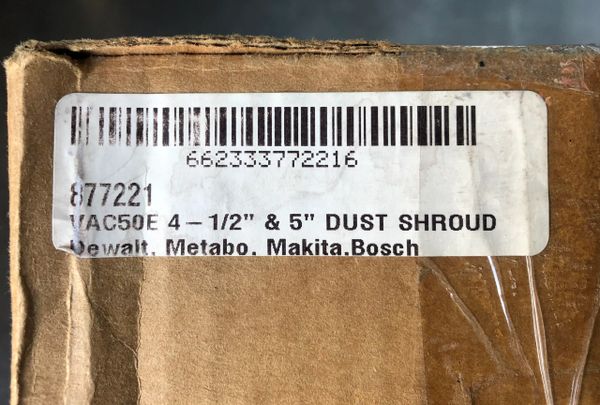 662333772216
877221
VAC50E 4-1/2" & 5" DUST SHROUD
Dewalt, Metabo, Makita,Bosch